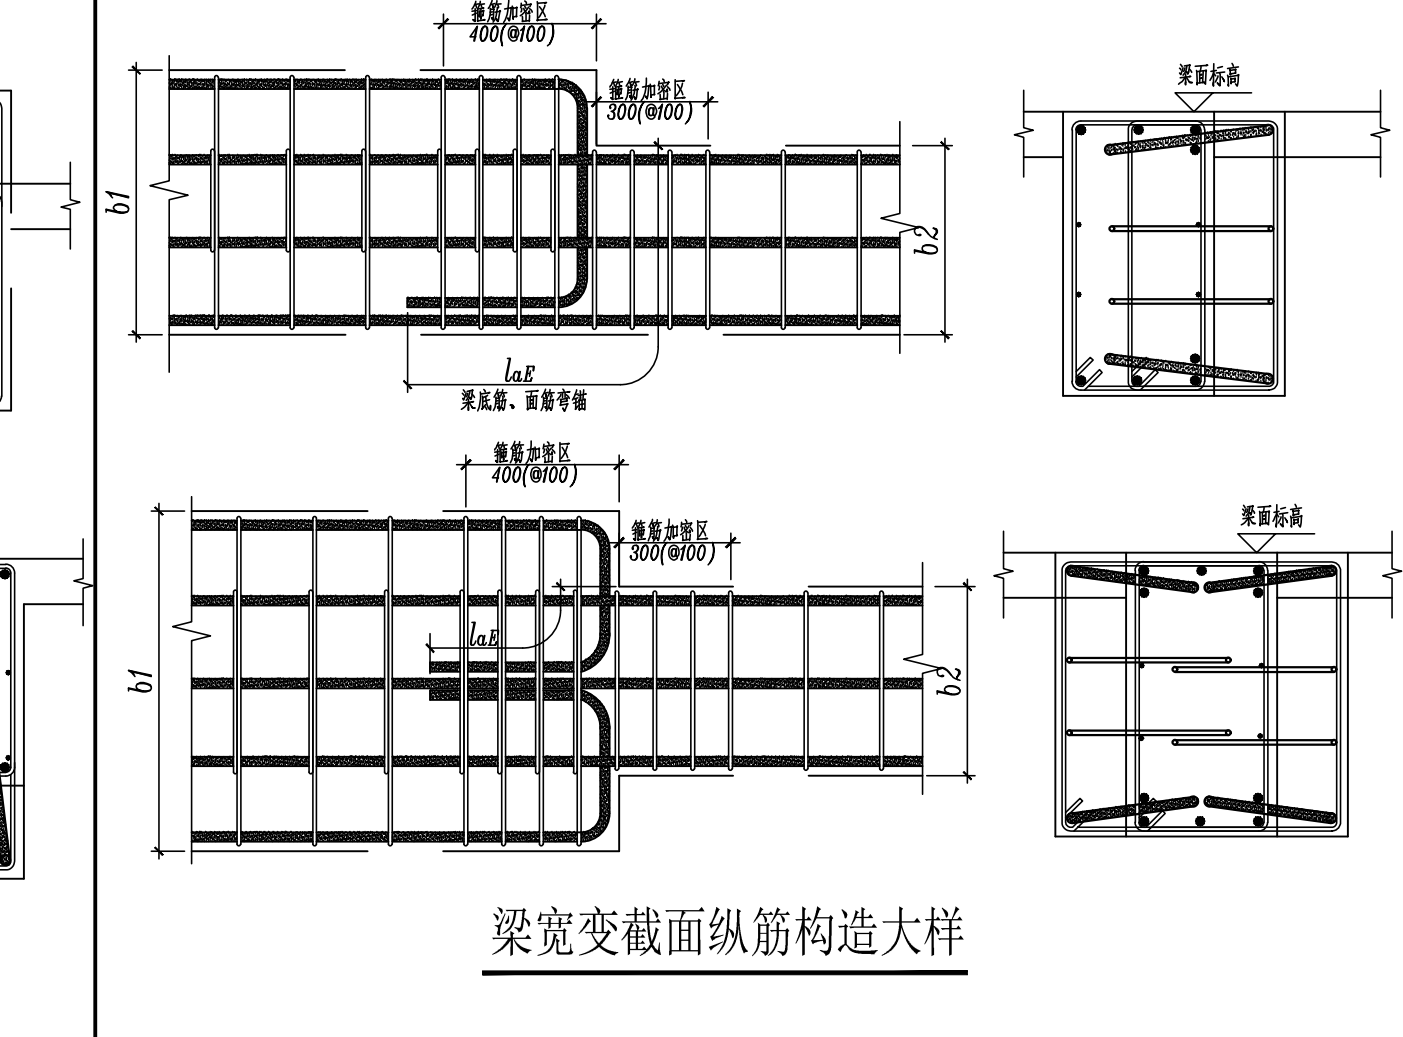 箍筋加密区
400(@100)
箍筋加密区
300(@100)
梁面标高
b1
b2
laE
梁底筋、面筋弯锚
箍筋加密区
400(@100)
箍筋加密区
300(@100)
梁面标高
laE
b1
b2
梁宽变截面纵筋构造大样